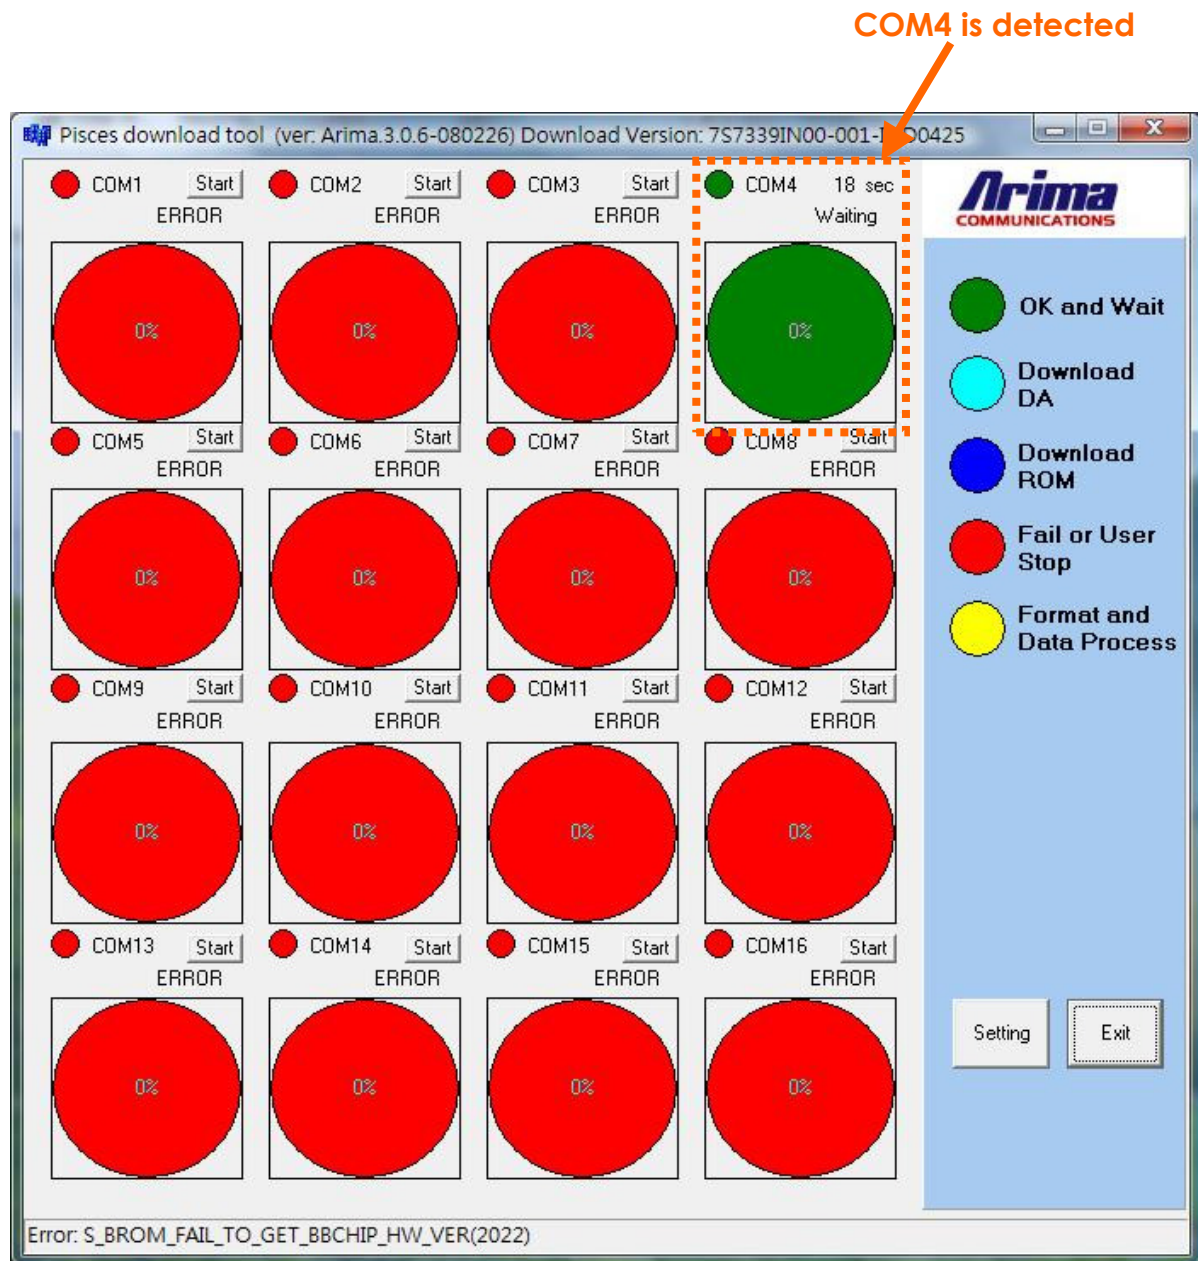 COM4 is detected
Pisces download tool (ver: Arima.3.0.6-080226) Download Version: 7S7339IN00-001- 0425
COM1 Start COM2 Start COM3 Start COM4 18 sec
ERROR ERROR ERROR Waiting
0% 0% 0% 0%
COM5 Start COM6 Start COM7 Start COM8 Start
ERROR ERROR ERROR ERROR
0% 0% 0% 0%
COM9 Start COM10 Start COM11 Start COM12 Start
ERROR ERROR ERROR ERROR
0% 0% 0% 0%
COM13 Start COM14 Start COM15 Start COM16 Start
ERROR ERROR ERROR ERROR
0% 0% 0% 0%
Arima
COMMUNICATIONS
OK and Wait
Download
DA
Download
ROM
Fail or User
Stop
Format and
Data Process
Setting Exit
Error: S_BROM_FAIL_TO_GET_BBCHIP_HW_VER(2022)